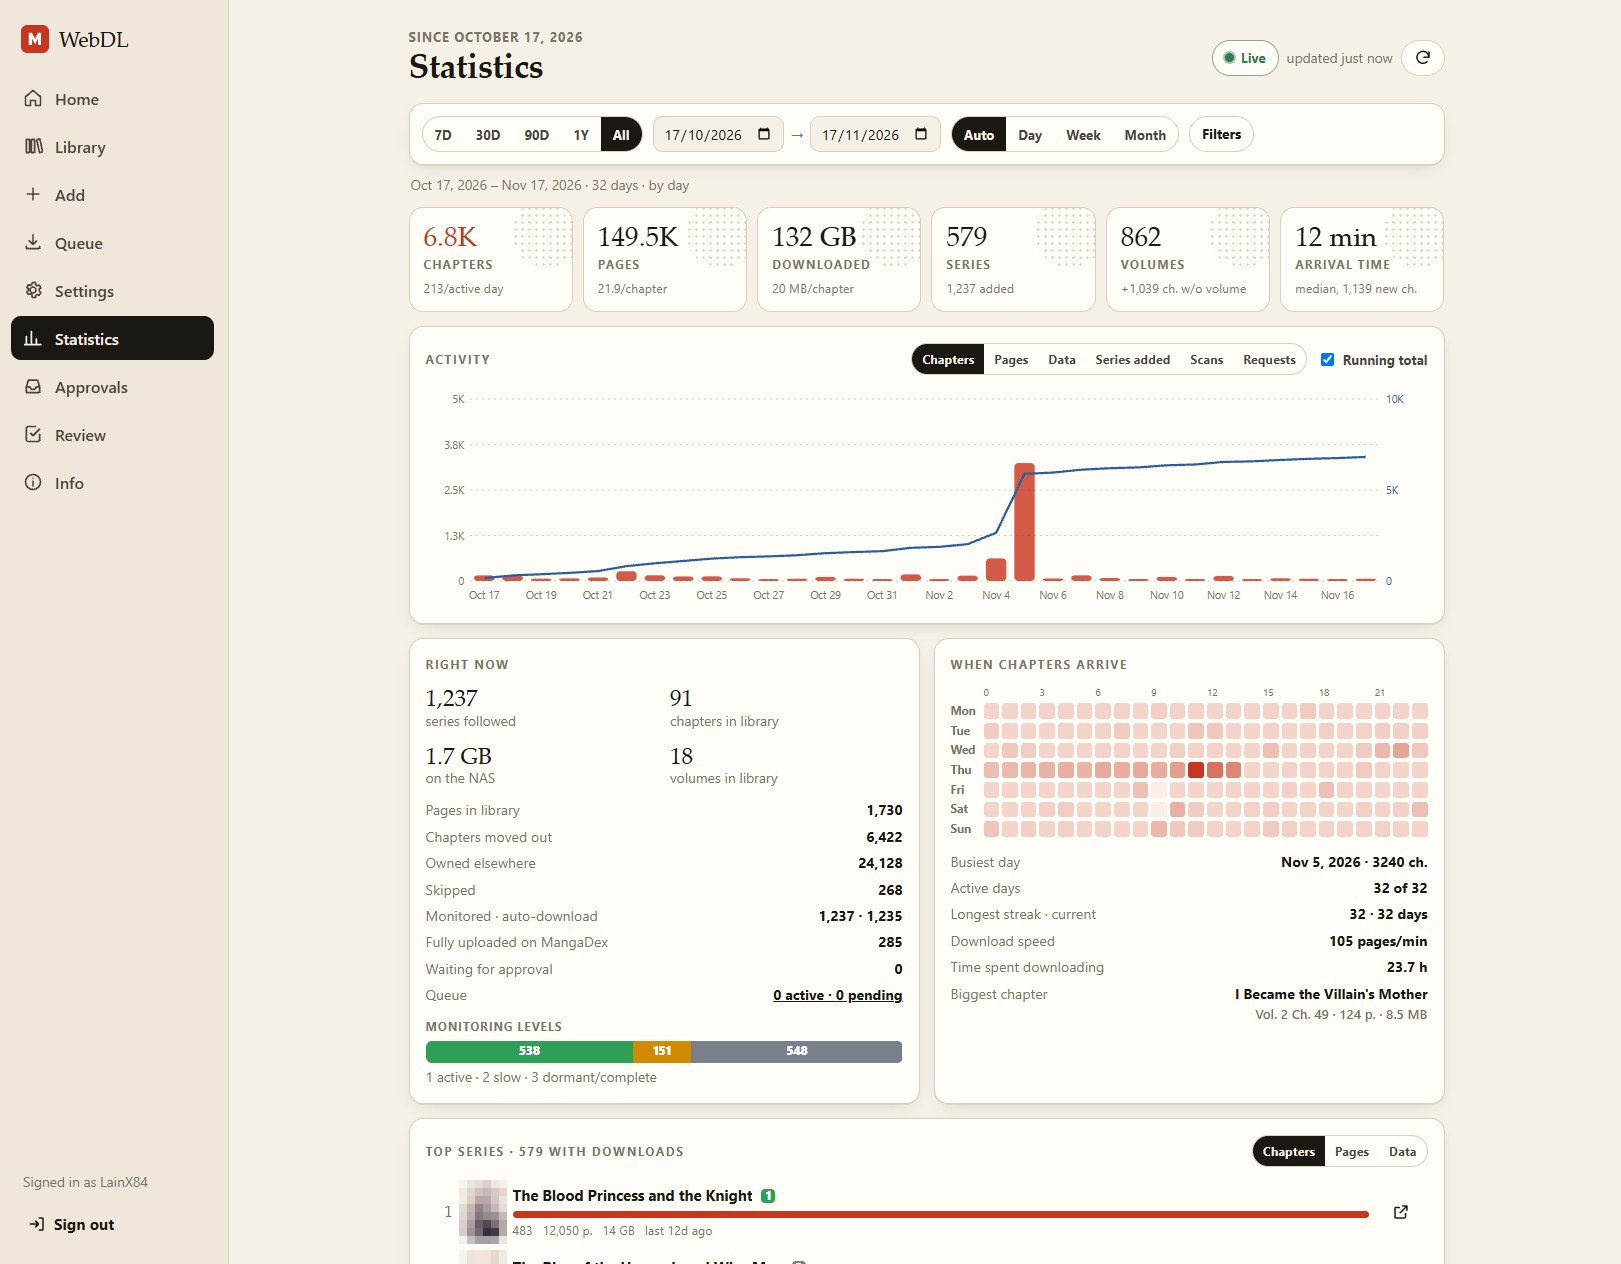 M WebDL
Home
Library
Add
Queue
Settings
Statistics
Approvals
Review
Info
Signed in as LainX84
Sign out
SINCE OCTOBER 17, 2026
Statistics
Live updated just now
7D 30D 90D 1Y All 17/10/2026 → 17/11/2026 Auto Day Week Month Filters
Oct 17, 2026 – Nov 17, 2026 · 32 days · by day
6.8K
CHAPTERS
213/active day
149.5K
PAGES
21.9/chapter
132 GB
DOWNLOADED
20 MB/chapter
579
SERIES
1,237 added
862
VOLUMES
+1,039 ch. w/o volume
12 min
ARRIVAL TIME
median, 1,139 new ch.
ACTIVITY Chapters Pages Data Series added Scans Requests Running total
5K 10K
3.8K
2.5K 5K
1.3K
0 0
Oct 17 Oct 19 Oct 21 Oct 23 Oct 25 Oct 27 Oct 29 Oct 31 Nov 2 Nov 4 Nov 6 Nov 8 Nov 10 Nov 12 Nov 14 Nov 16
RIGHT NOW
1,237 91
series followed chapters in library
1.7 GB 18
on the NAS volumes in library
Pages in library 1,730
Chapters moved out 6,422
Owned elsewhere 24,128
Skipped 268
Monitored · auto-download 1,237 · 1,235
Fully uploaded on MangaDex 285
Waiting for approval 0
Queue 0 active · 0 pending
MONITORING LEVELS
538 151 548
1 active · 2 slow · 3 dormant/complete
WHEN CHAPTERS ARRIVE
0 3 6 9 12 15 18 21
Mon
Tue
Wed
Thu
Fri
Sat
Sun
Busiest day Nov 5, 2026 · 3240 ch.
Active days 32 of 32
Longest streak · current 32 · 32 days
Download speed 105 pages/min
Time spent downloading 23.7 h
Biggest chapter I Became the Villain's Mother
Vol. 2 Ch. 49 · 124 p. · 8.5 MB
TOP SERIES · 579 WITH DOWNLOADS Chapters Pages Data
1 The Blood Princess and the Knight 1
483 12,050 p. 14 GB last 12d ago